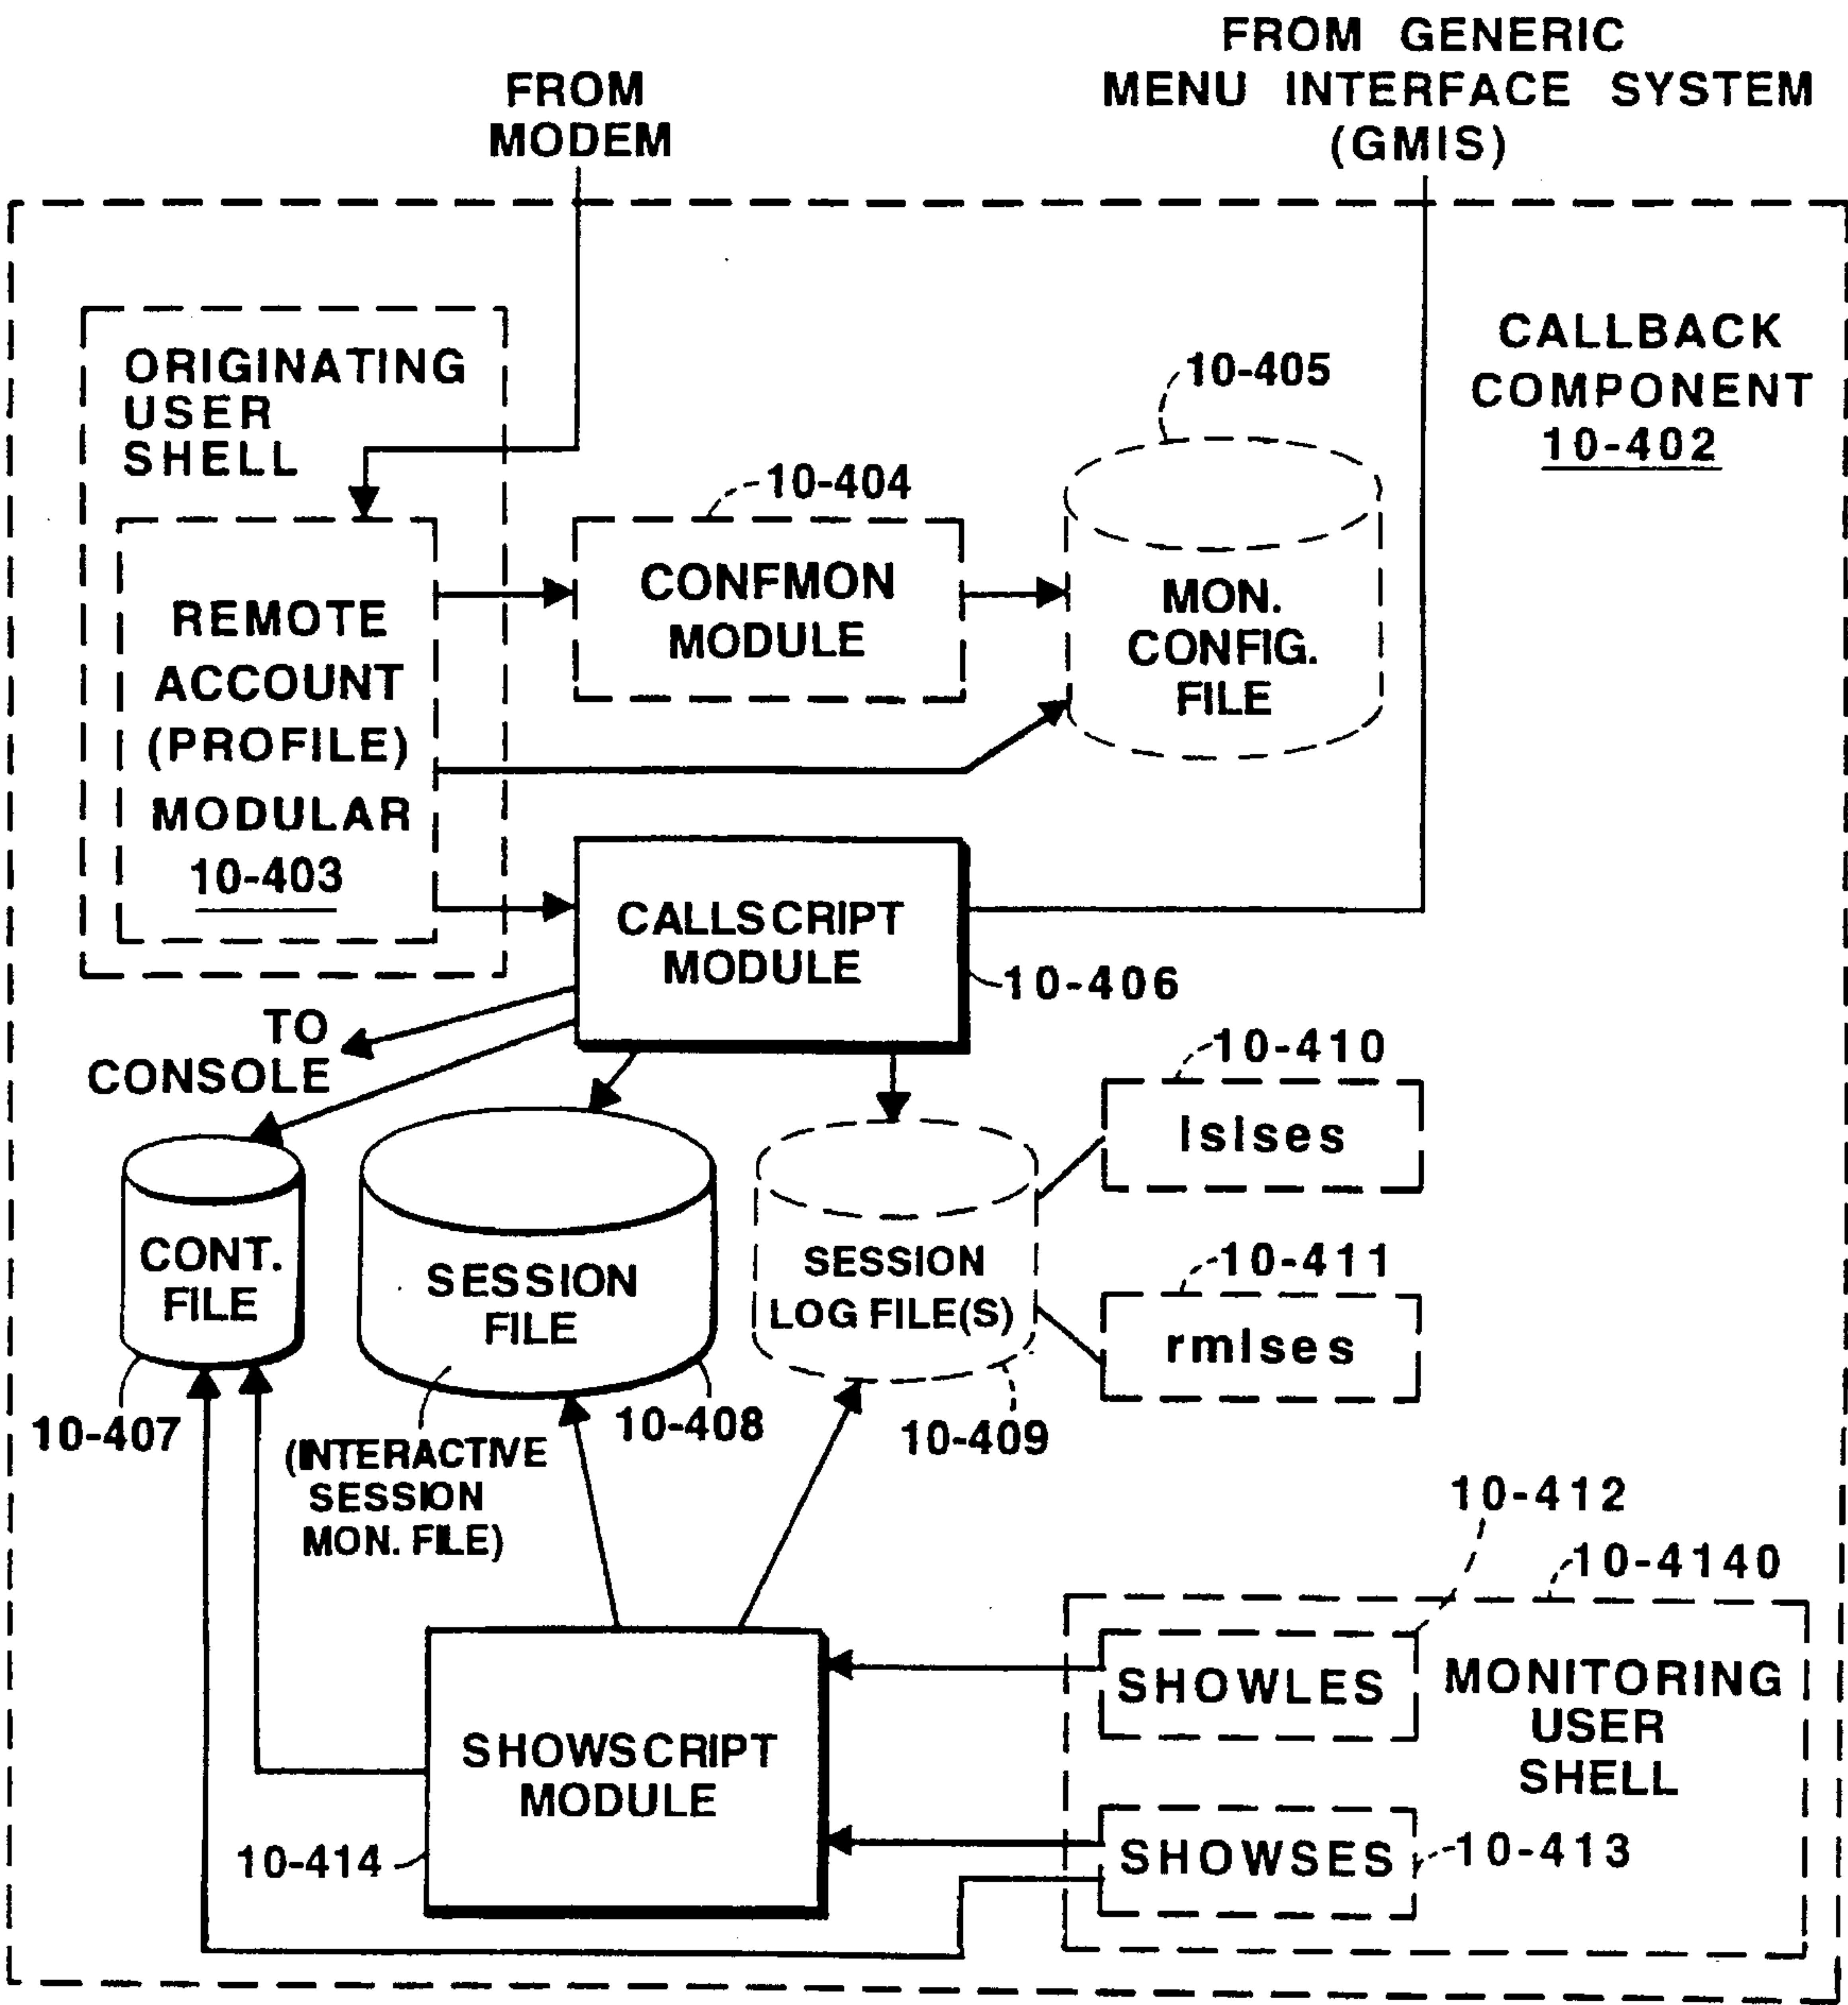 FROM GENERIC
MENU INTERFACE SYSTEM
(GMIS)
FROM
MODEM
CALLBACK
COMPONENT
10-402
ORIGINATING
USER
SHELL
10-405
10-404
REMOTE
ACCOUNT
(PROFILE)
MODULAR
10-403
CONFMON
MODULE
MON.
CONFIG.
FILE
CALLSCRIPT
MODULE
10-406
TO
CONSOLE
10-410
lslses
CONT.
FILE
SESSION
FILE
SESSION
LOG FILE(S)
10-411
rmlses
10-407
(INTERACTIVE
SESSION
MON. FILE)
10-408
10-409
10-412
10-4140
SHOWLES
MONITORING
USER
SHELL
SHOWSCRIPT
MODULE
10-414
SHOWSES
10-413